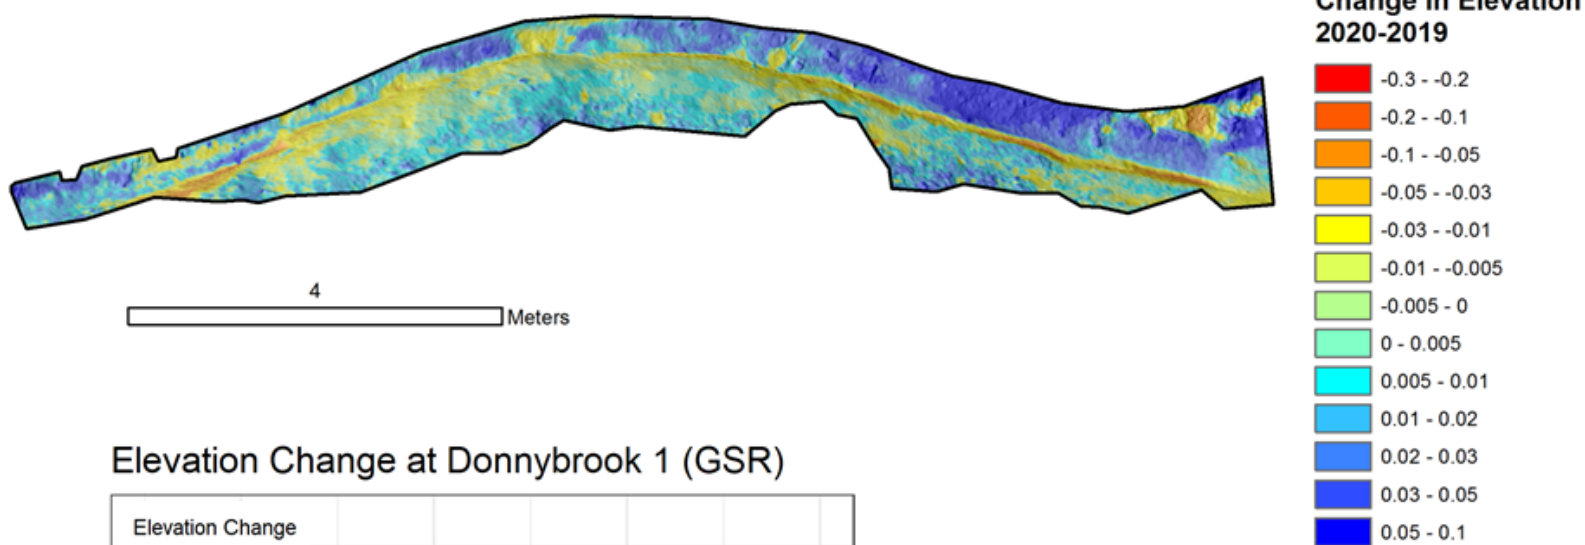 Change in Elevation
2020-2019
-0.3 - -0.2
-0.2 - -0.1
-0.1 - -0.05
-0.05 - -0.03
-0.03 - -0.01
-0.01 - -0.005
-0.005 - 0
0 - 0.005
0.005 - 0.01
0.01 - 0.02
0.02 - 0.03
0.03 - 0.05
0.05 - 0.1
4
Meters
Elevation Change at Donnybrook 1 (GSR)
Elevation Change